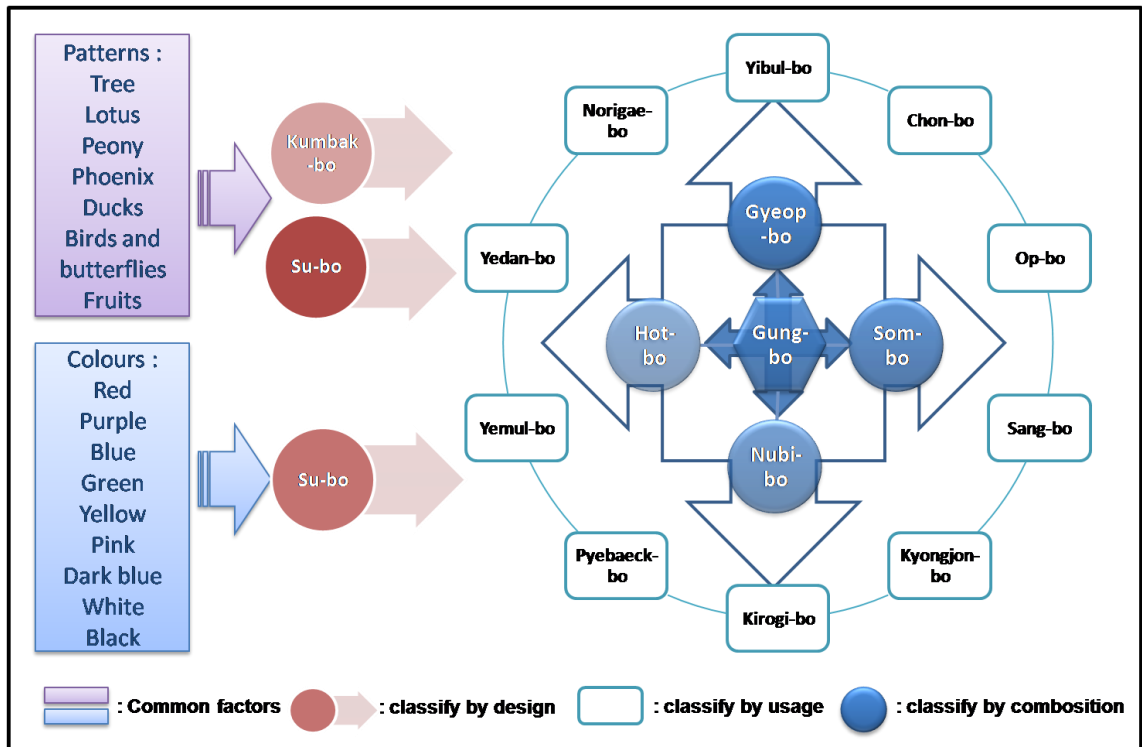 Patterns :
Tree
Lotus
Peony
Phoenix
Ducks
Birds and
butterflies
Fruits
Colours :
Red
Purple
Blue
Green
Yellow
Pink
Dark blue
White
Black
Kumbak
-bo
Su-bo
Su-bo
Yibul-bo
Norigae-
bo
Chon-bo
Yedan-bo
Op-bo
Yemul-bo
Sang-bo
Pyebaeck-
bo
Kyongjon-
bo
Kirogi-bo
Gyeop
-bo
Hot-
bo
Gung-
bo
Som-
bo
Nubi-
bo
: Common factors
: classify by design
: classify by usage
: classify by combosition